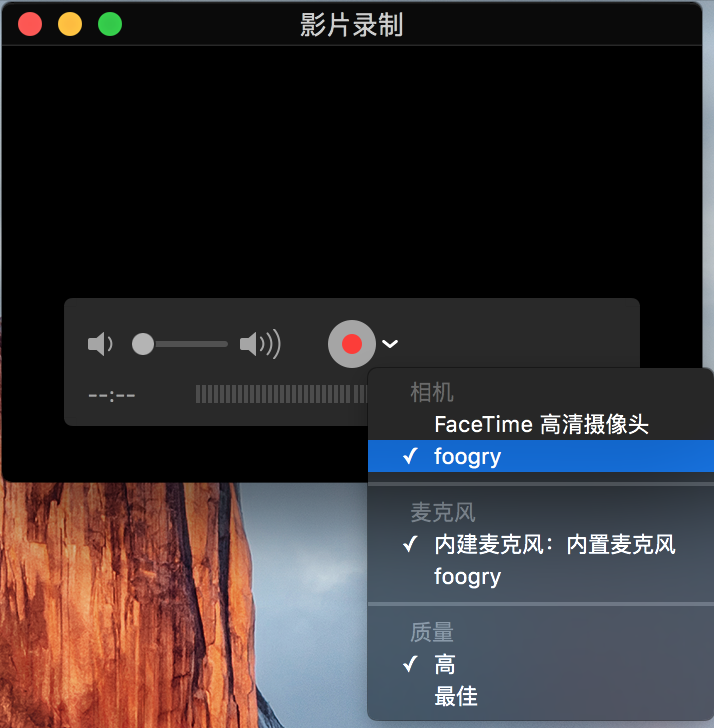 影片录制
--:--
相机
FaceTime 高清摄像头
✓ foogry
麦克风
✓ 内建麦克风：内置麦克风
foogry
质量
✓ 高
最佳